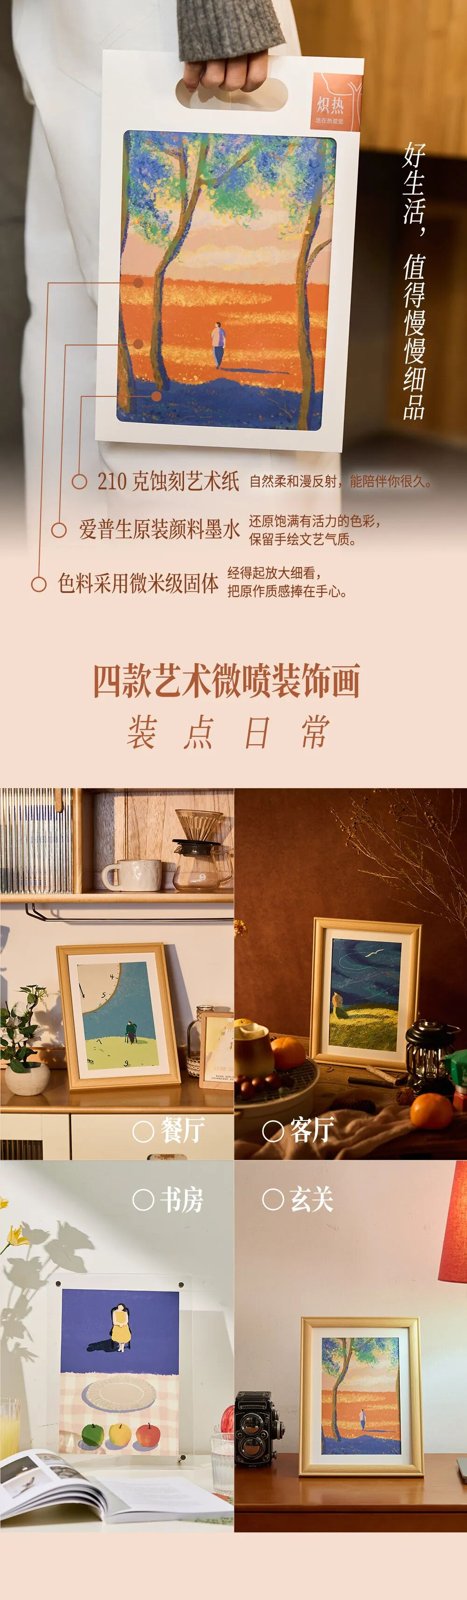 炽热
好生活，值得慢慢细品
210 克蚀刻艺术纸
自然柔和漫反射，能陪伴你很久。
爱普生原装颜料墨水
还原饱满有活力的色彩，
保留手绘文艺气质。
色料采用微米级固体
经得起放大细看，
把原作质感捧在手心。
四款艺术微喷装饰画
装点日常
餐厅
客厅
书房
玄关